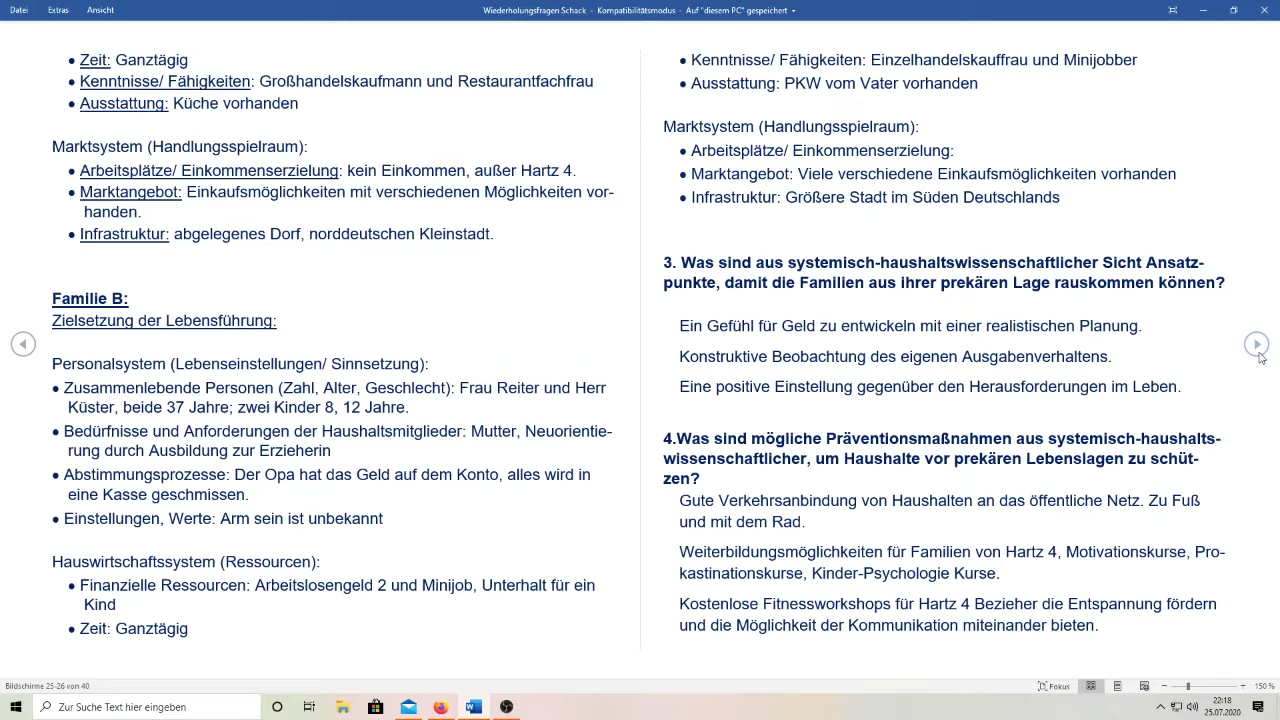 Datei Extras Ansicht
Wiederholungsfragen Schack - Kompatibilitätsmodus - Auf "diesem PC" gespeichert
• Zeit: Ganztägig
• Kenntnisse/ Fähigkeiten: Großhandelskaufmann und Restaurantfachfrau
• Ausstattung: Küche vorhanden
Marktsystem (Handlungsspielraum):
• Arbeitsplätze/ Einkommenserzielung: kein Einkommen, außer Hartz 4.
• Marktangebot: Einkaufsmöglichkeiten mit verschiedenen Möglichkeiten vor-
handen.
• Infrastruktur: abgelegenes Dorf, norddeutschen Kleinstadt.
Familie B:
Zielsetzung der Lebensführung:
Personalsystem (Lebenseinstellungen/ Sinnsetzung):
• Zusammenlebende Personen (Zahl, Alter, Geschlecht): Frau Reiter und Herr
Küster, beide 37 Jahre; zwei Kinder 8, 12 Jahre.
• Bedürfnisse und Anforderungen der Haushaltsmitglieder: Mutter, Neuorientie-
rung durch Ausbildung zur Erzieherin
• Abstimmungsprozesse: Der Opa hat das Geld auf dem Konto, alles wird in
eine Kasse geschmissen.
• Einstellungen, Werte: Arm sein ist unbekannt
Hauswirtschaftssystem (Ressourcen):
• Finanzielle Ressourcen: Arbeitslosengeld 2 und Minijob, Unterhalt für ein
Kind
• Zeit: Ganztägig
• Kenntnisse/ Fähigkeiten: Einzelhandelskauffrau und Minijobber
• Ausstattung: PKW vom Vater vorhanden
Marktsystem (Handlungsspielraum):
• Arbeitsplätze/ Einkommenserzielung:
• Marktangebot: Viele verschiedene Einkaufsmöglichkeiten vorhanden
• Infrastruktur: Größere Stadt im Süden Deutschlands
3. Was sind aus systemisch-haushaltswissenschaftlicher Sicht Ansatz-
punkte, damit die Familien aus ihrer prekären Lage rauskommen können?
Ein Gefühl für Geld zu entwickeln mit einer realistischen Planung.
Konstruktive Beobachtung des eigenen Ausgabenverhaltens.
Eine positive Einstellung gegenüber den Herausforderungen im Leben.
4.Was sind mögliche Präventionsmaßnahmen aus systemisch-haushalts-
wissenschaftlicher, um Haushalte vor prekären Lebenslagen zu schüt-
zen?
Gute Verkehrsanbindung von Haushalten an das öffentliche Netz. Zu Fuß
und mit dem Rad.
Weiterbildungsmöglichkeiten für Familien von Hartz 4, Motivationskurse, Pro-
kastinationskurse, Kinder-Psychologie Kurse.
Kostenlose Fitnessworkshops für Hartz 4 Bezieher die Entspannung fördern
und die Möglichkeit der Kommunikation miteinander bieten.
Bildschirme 25-26 von 40
Fokus
150 %
Zur Suche Text hier eingeben
22:18
25.07.2020